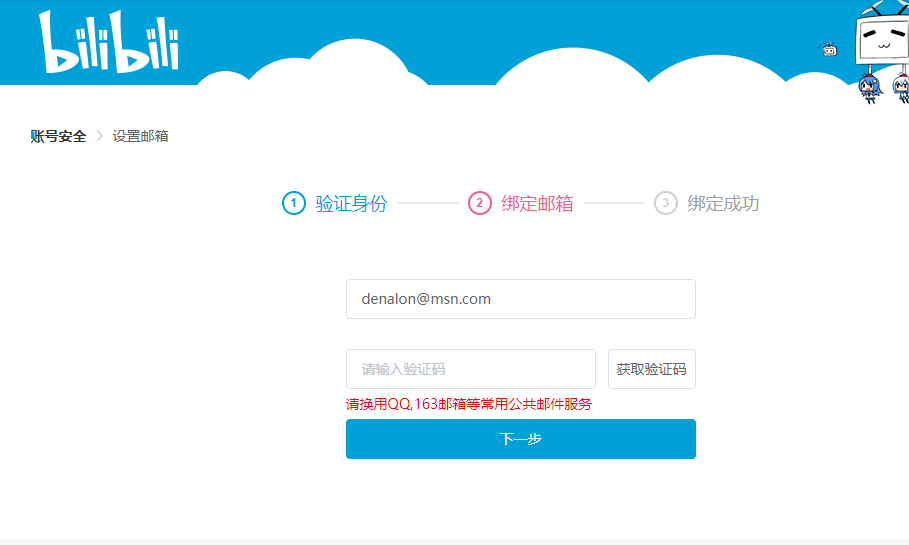 bilibili
账号安全 > 设置邮箱
1 验证身份 2 绑定邮箱 3 绑定成功
denalon@msn.com
请输入验证码 获取验证码
请换用QQ,163邮箱等常用公共邮件服务
下一步